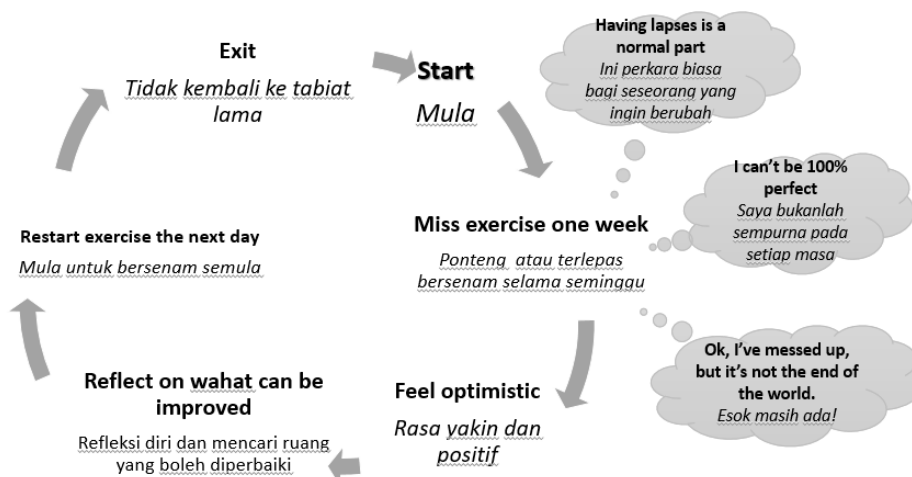 Exit
Tidak kembali ke tabiat
lama
Start
Mula
Having lapses is a
normal part
Ini perkara biasa
bagi seseorang yang
ingin berubah
I can't be 100%
perfect
Saya bukanlah
sempurna pada
setiap masa
Miss exercise one week
Ponteng atau terlepas
bersenam selama seminggu
Ok, I've messed up,
but it's not the end of
the world.
Esok masih ada!
Feel optimistic
Rasa yakin dan
positif
Reflect on wahat can be
improved
Refleksi diri dan mencari ruang
yang boleh diperbaiki
Restart exercise the next day
Mula untuk bersenam semula